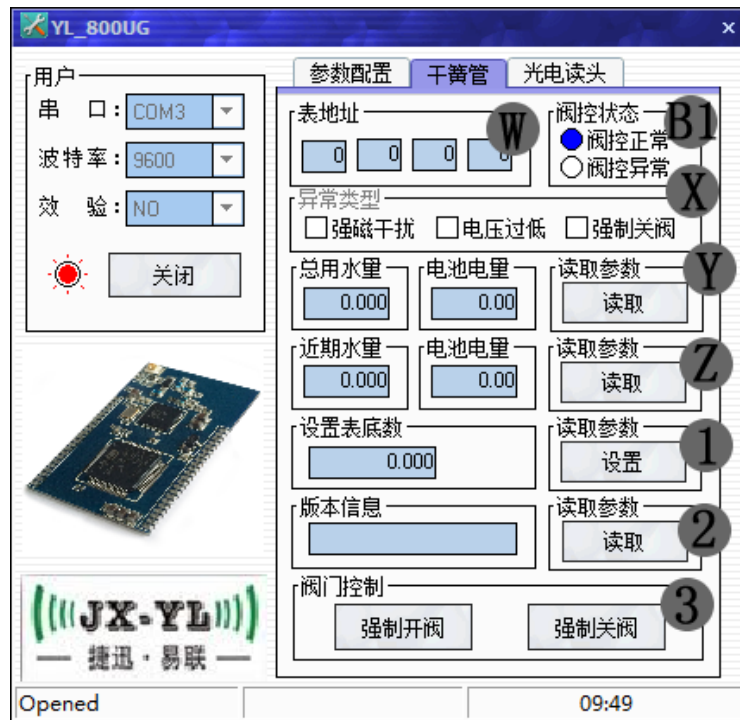 YL_800UG
x
用户
串 口: COM3
波特率: 9600
效 验: NO
关闭
JX-YL
捷迅·易联
参数配置 干簧管 光电读头
表地址 W
0 0 0
阀控状态 B1
阀控正常
阀控异常
异常类型 X
强磁干扰 电压过低 强制关阀
总用水量 电池电量 读取参数 Y
0.000 0.00 读取
近期水量 电池电量 读取参数 Z
0.000 0.00 读取
设置表底数 读取参数 1
0.000 设置
版本信息 读取参数 2
读取
阀门控制 3
强制开阀 强制关阀
Opened 09:49